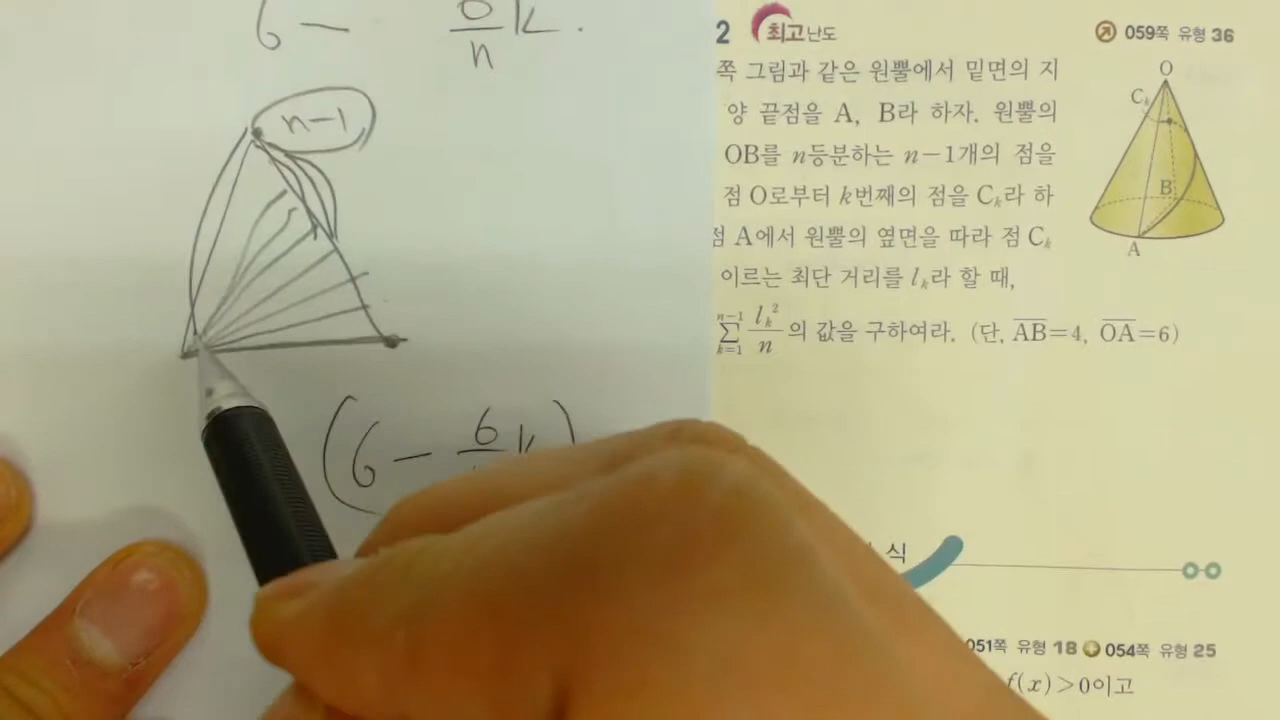 6 - 6/n k.
n-1
(6 - 6 k)
2 최고난도
059쪽 유형 36
쪽 그림과 같은 원뿔에서 밑면의 지
양 끝점을 A, B라 하자. 원뿔의
OB를 n등분하는 n-1개의 점을
점 O로부터 k번째의 점을 Cₖ라 하
점 A에서 원뿔의 옆면을 따라 점 Cₖ
이르는 최단 거리를 lₖ라 할 때,
∑_{k=1}^{n-1} lₖ²/n 의 값을 구하여라. (단, A̅B̅=4, O̅A̅=6)
O
Cₖ
B
A
식
051쪽 유형 18 + 054쪽 유형 25
f(x)>0이고